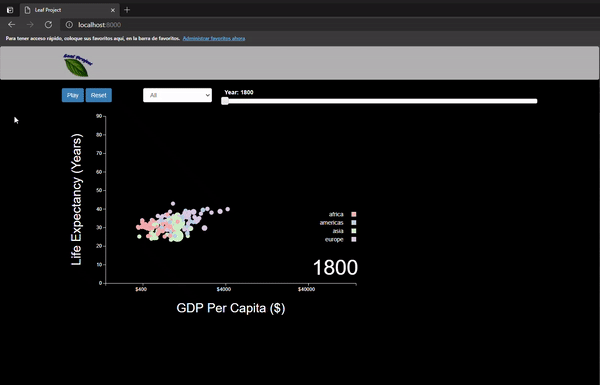 Leaf Project
localhost:8000
Para tener acceso rápido, coloque sus favoritos aquí, en la barra de favoritos. Administrar favoritos ahora
Leaf Project
Play Reset All Year: 1800
90
80
70
60
50
40
30
20
10
0
Life Expectancy (Years)
africa
americas
asia
europe
1800
$400 $4000 $40000
GDP Per Capita ($)